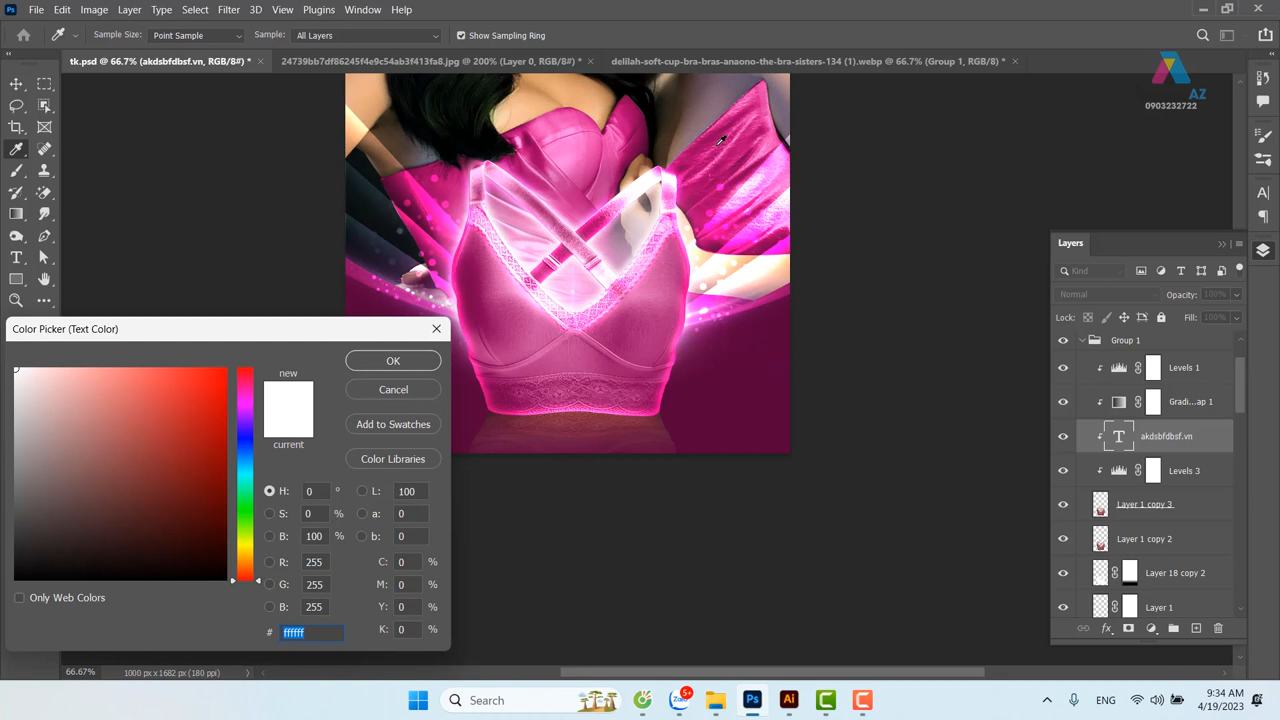 Ps File Edit Image Layer Type Select Filter 3D View Plugins Window Help
Sample Size: Point Sample Sample: All Layers Show Sampling Ring
tk.psd @ 66.7% (akdsbfdbsf.vn, RGB/8#) * × 24739bb7df86245f4e9c54ab3f413fa8.jpg @ 200% (Layer 0, RGB/8#) * × delilah-soft-cup-bra-bras-anaono-the-bra-sisters-134 (1).webp @ 66.7% (Group 1, RGB/8#) * ×
AZ
0903232722
Layers
Kind
Normal Opacity: 100%
Lock: Fill: 100%
Group 1
Levels 1
Gradi...ap 1
T akdsbfdbsf.vn
Levels 3
Layer 1 copy 3
Layer 1 copy 2
Layer 18 copy 2
Layer 1
fx
Color Picker (Text Color)
new
current
OK
Cancel
Add to Swatches
Color Libraries
H: 0 ° L: 100
S: 0 % a: 0
B: 100 % b: 0
R: 255 C: 0 %
G: 255 M: 0 %
B: 255 Y: 0 %
# ffffff K: 0 %
Only Web Colors
66.67% 1000 px x 1682 px (180 ppi)
Search
Zalo 5+
Ps
Ai
C
C
ENG
9:34 AM
4/19/2023